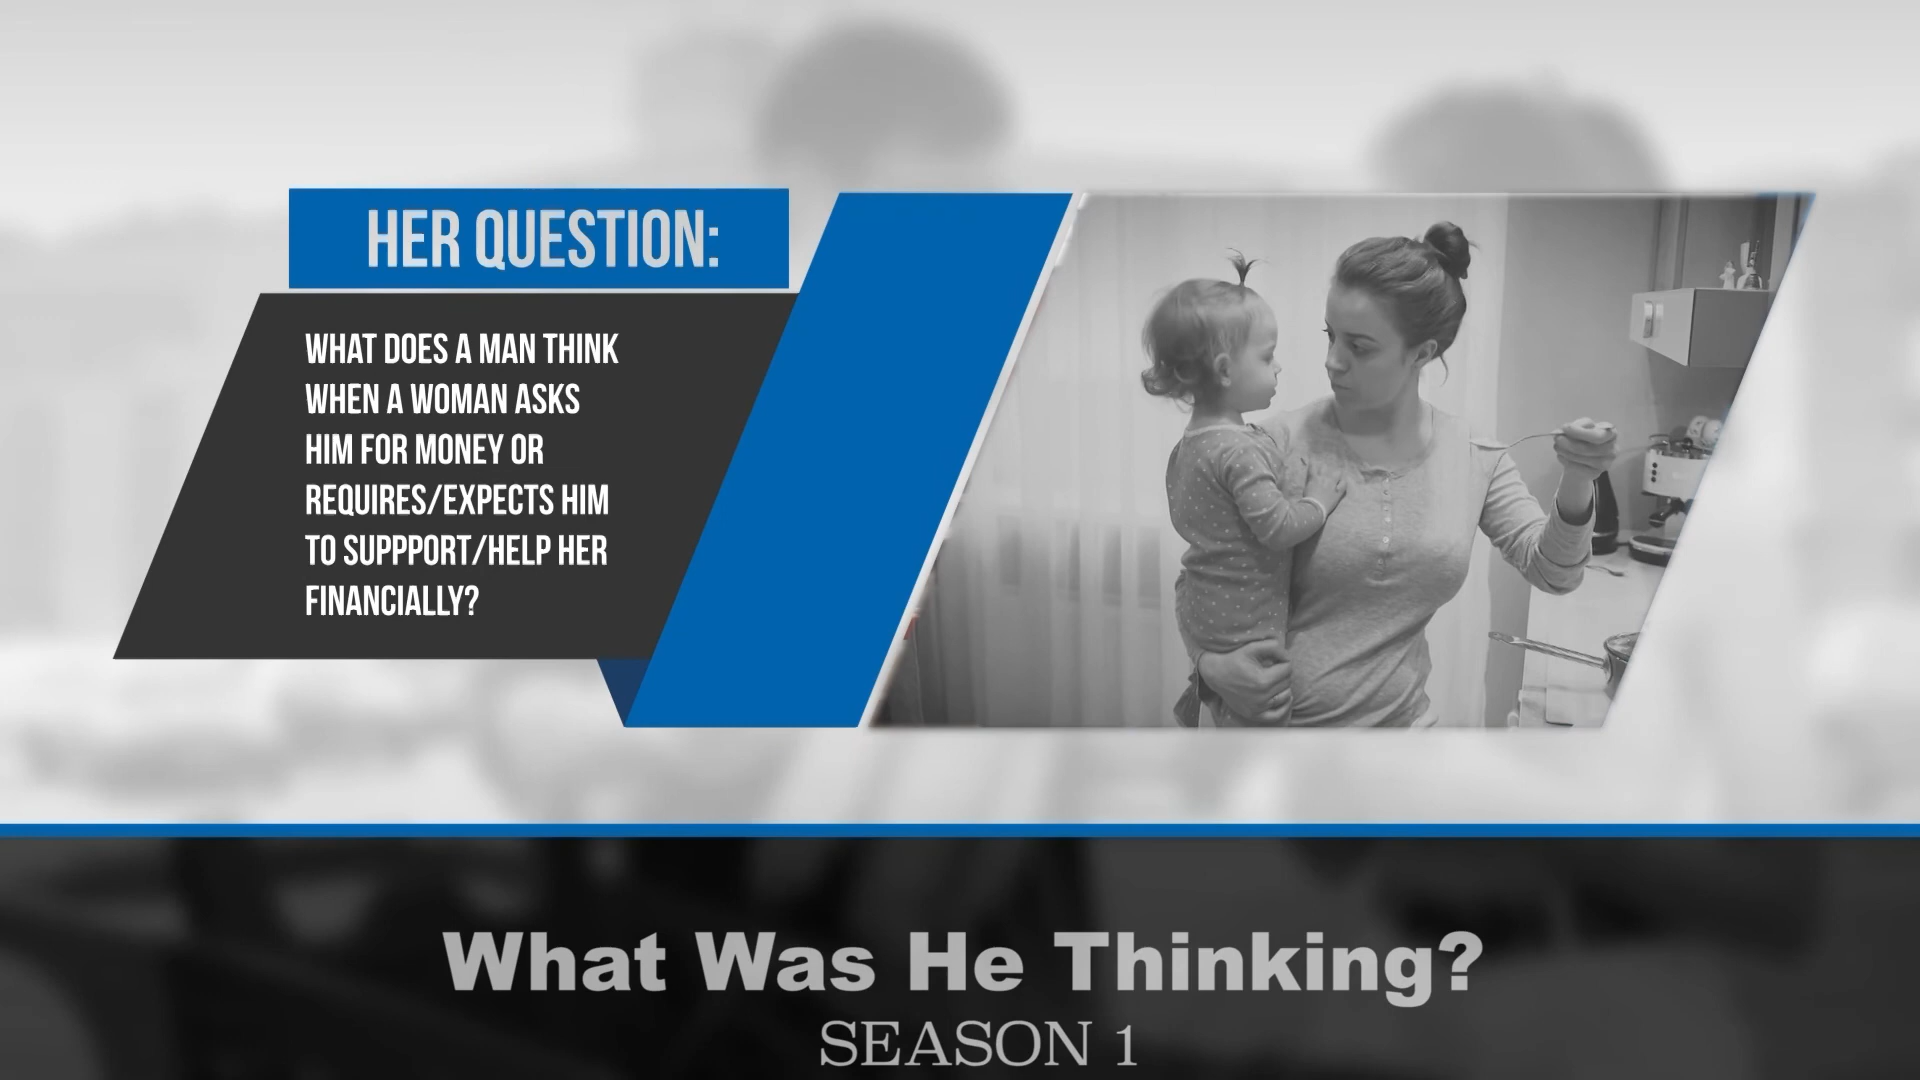 HER QUESTION:
WHAT DOES A MAN THINK
WHEN A WOMAN ASKS
HIM FOR MONEY OR
REQUIRES/EXPECTS HIM
TO SUPPPORT/HELP HER
FINANCIALLY?
What Was He Thinking?
SEASON 1